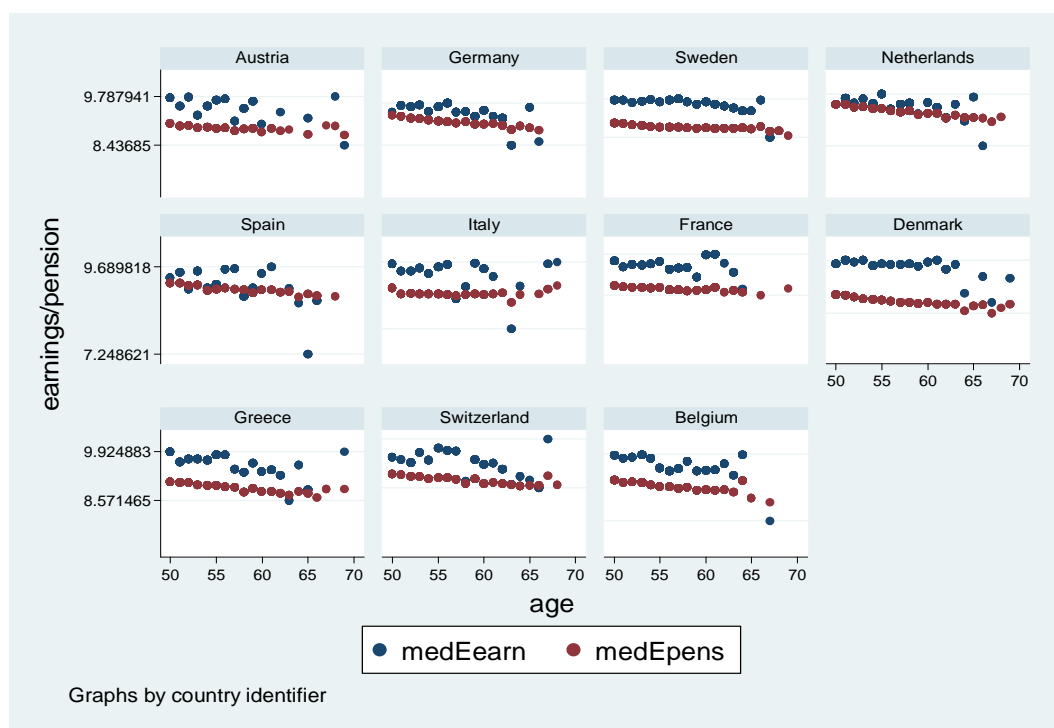 Austria Germany Sweden Netherlands
9.787941
8.43685
Spain Italy France Denmark
9.689818
7.248621
50 55 60 65 70
Greece Switzerland Belgium
9.924883
8.571465
50 55 60 65 70 50 55 60 65 70 50 55 60 65 70
earnings/pension
age
medEearn medEpens
Graphs by country identifier